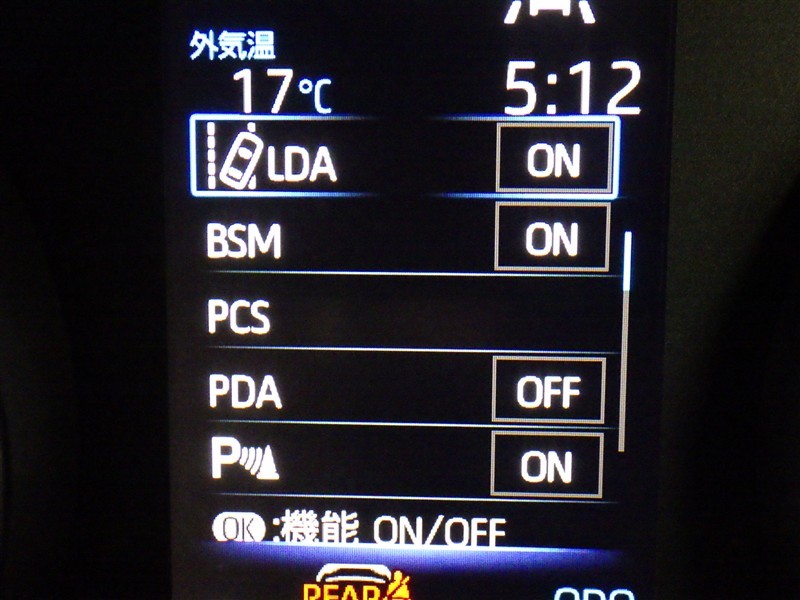 外気温
17℃ 5:12
LDA ON
BSM ON
PCS
PDA OFF
P ON
OK :機能 ON/OFF
REAR
ODO